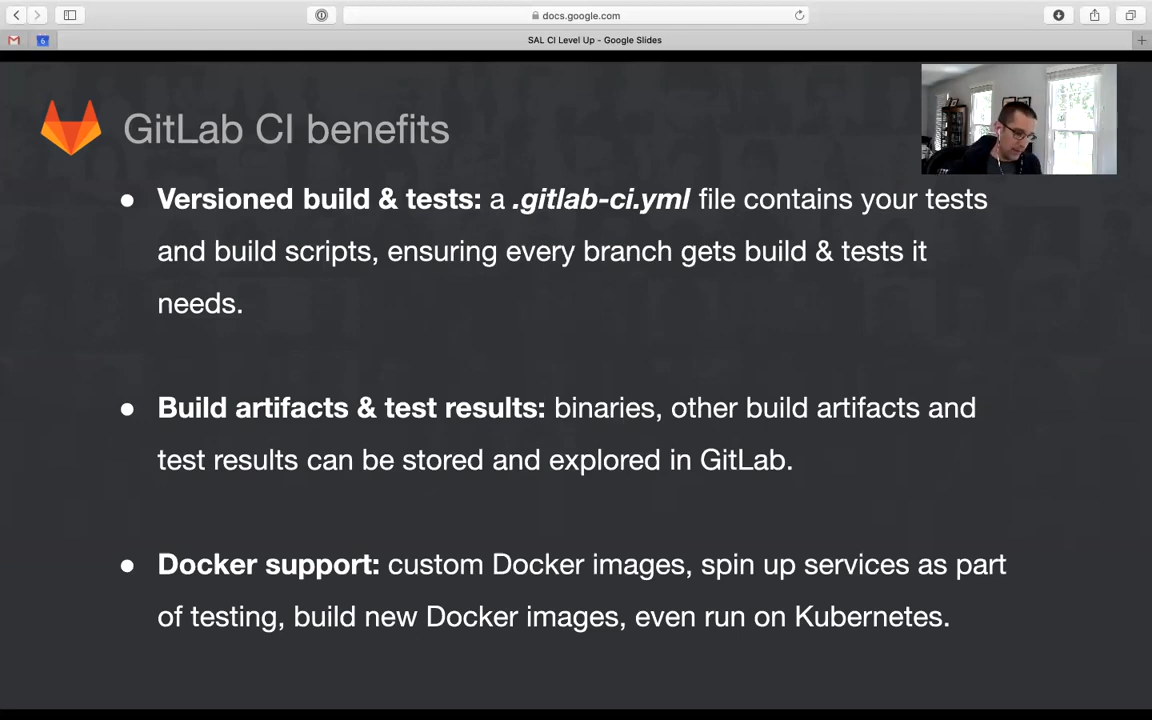 docs.google.com
SAL CI Level Up - Google Slides
GitLab CI benefits
● Versioned build & tests: a .gitlab-ci.yml file contains your tests
and build scripts, ensuring every branch gets build & tests it
needs.
● Build artifacts & test results: binaries, other build artifacts and
test results can be stored and explored in GitLab.
● Docker support: custom Docker images, spin up services as part
of testing, build new Docker images, even run on Kubernetes.